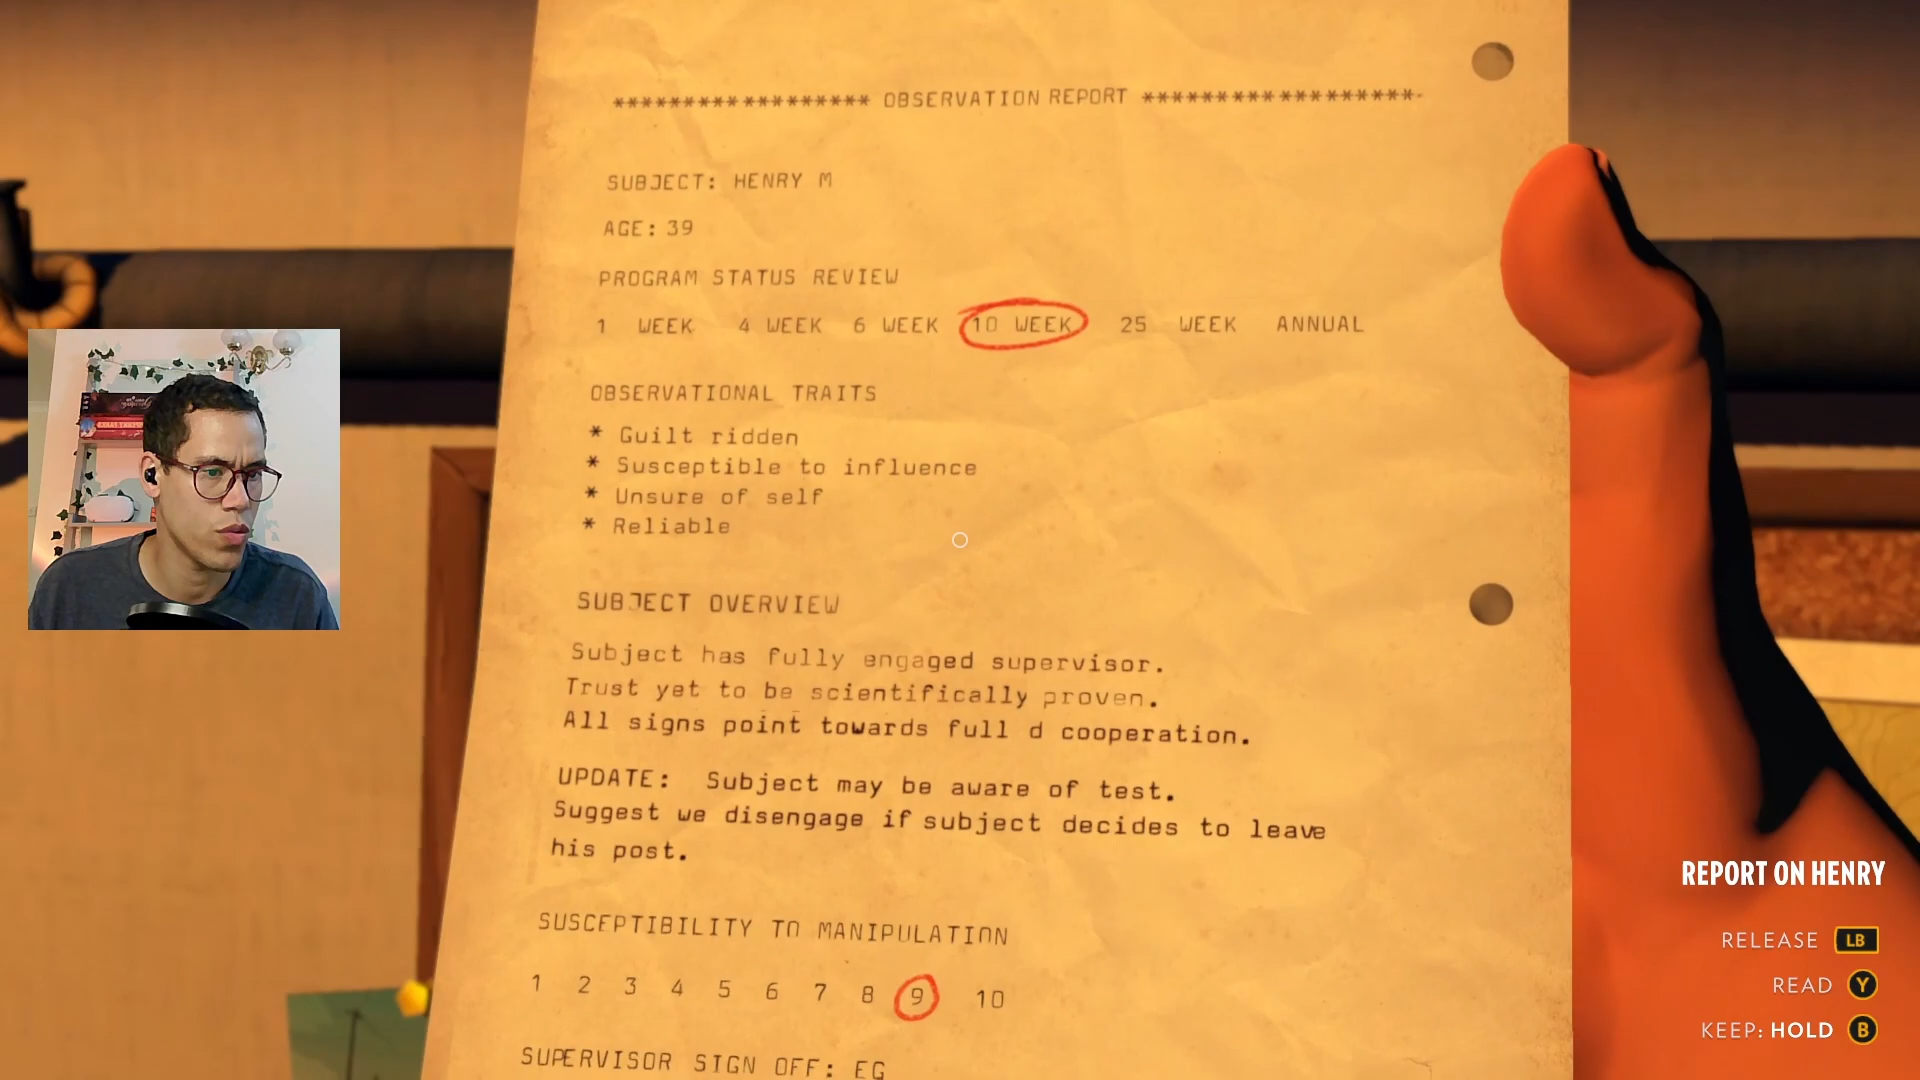 ****************** OBSERVATION REPORT *******************
SUBJECT: HENRY M
AGE: 39
PROGRAM STATUS REVIEW
1 WEEK 4 WEEK 6 WEEK 10 WEEK 25 WEEK ANNUAL
OBSERVATIONAL TRAITS
* Guilt ridden
* Susceptible to influence
* Unsure of self
* Reliable
SUBJECT OVERVIEW
Subject has fully engaged supervisor.
Trust yet to be scientifically proven.
All signs point towards full d cooperation.
UPDATE: Subject may be aware of test.
Suggest we disengage if subject decides to leave
his post.
SUSCEPTIBILITY TO MANIPULATION
1 2 3 4 5 6 7 8 9 10
SUPERVISOR SIGN OFF: EG
REPORT ON HENRY
RELEASE LB
READ Y
KEEP: HOLD B